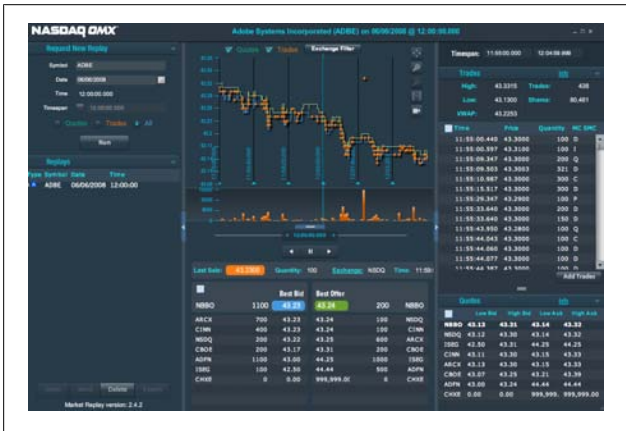 NASDAQ OMX
Adobe Systems Incorporated (ADBE) on 06/06/2008 @ 12:00:00.000
Request New Replay
Symbol ADBE
Date 06/06/2008
Time 12:00:00.000
Timespan
Quotes Trades All
Run
Replays
Type Symbol Date Time
ADBE 06/06/2008 12:00:00
Delete
Market Replay version: 2.4.2
Quotes Trades Exchange Filter
Last Sale: 43.2300 Quantity: 100 Exchange: NSDQ Time:
Best Bid Best Offer
NBBO 1100 43.23 43.24 200 NBBO
ARCX 700 43.23 43.24 100 NSDQ
CINN 400 43.23 43.24 100 CINN
NSDQ 200 43.22 43.25 600 ARCX
CBOE 200 43.17 43.31 200 CBOE
ADFN 1100 43.00 44.25 1000 ISEG
ISEG 100 42.50 44.44 500 ADFN
CHXE 0 0.00 999,999.0 0 CHXE
Timespan: 11:55:00.000
Trades Info
High: 43.3315 Trades: 438
Low: 43.1300 Shares: 80,481
VWAP: 43.2253
Time Price Quantity MC SMC
11:55:00.440 43.3000 100 D
11:55:00.597 43.3100 100 I
11:55:09.347 43.3000 200 Q
11:55:09.503 43.3003 321 D
11:55:10.987 43.3000 300 C
11:55:15.517 43.3000 300 D
11:55:29.347 43.2900 100 P
11:55:33.640 43.3000 200 D
11:55:33.640 43.3000 150 D
11:55:43.950 43.2800 100 Q
11:55:44.043 43.3000 100 C
11:55:44.060 43.3000 100 D
11:55:44.077 43.3000 100 D
Add Trades
Quotes Info
Low Bid High Bid Low Ask High Ask
NBBO 43.13 43.31 43.14 43.32
NSDQ 43.12 43.30 43.14 43.32
ISEG 42.50 43.31 44.25 44.25
CINN 43.11 43.30 43.15 43.33
ARCX 43.13 43.30 43.15 43.33
CBOE 43.07 43.25 43.21 43.39
ADFN 43.00 43.24 44.44 44.44
CHXE 0.00 0.00 999,999. 999,999.00